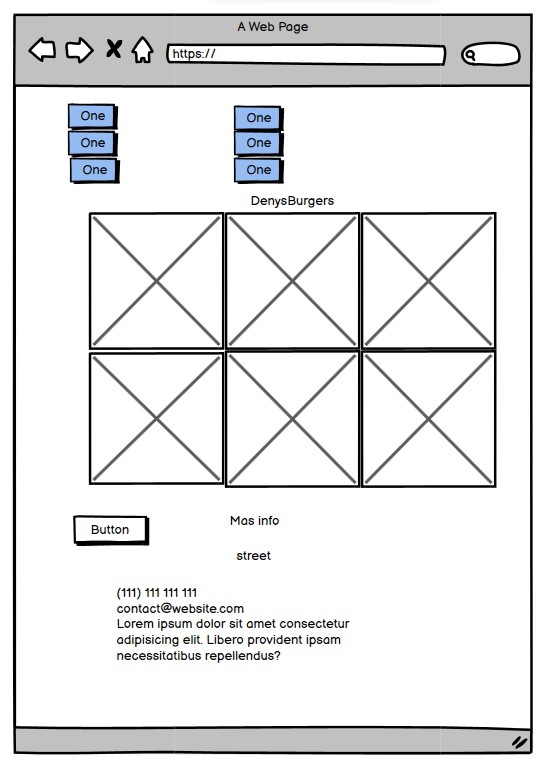 A Web Page
https://
One
One
One
One
One
One
DenysBurgers
Button
Mas info
street
(111) 111 111 111
contact@website.com
Lorem ipsum dolor sit amet consectetur
adipisicing elit. Libero provident ipsam
necessitatibus repellendus?